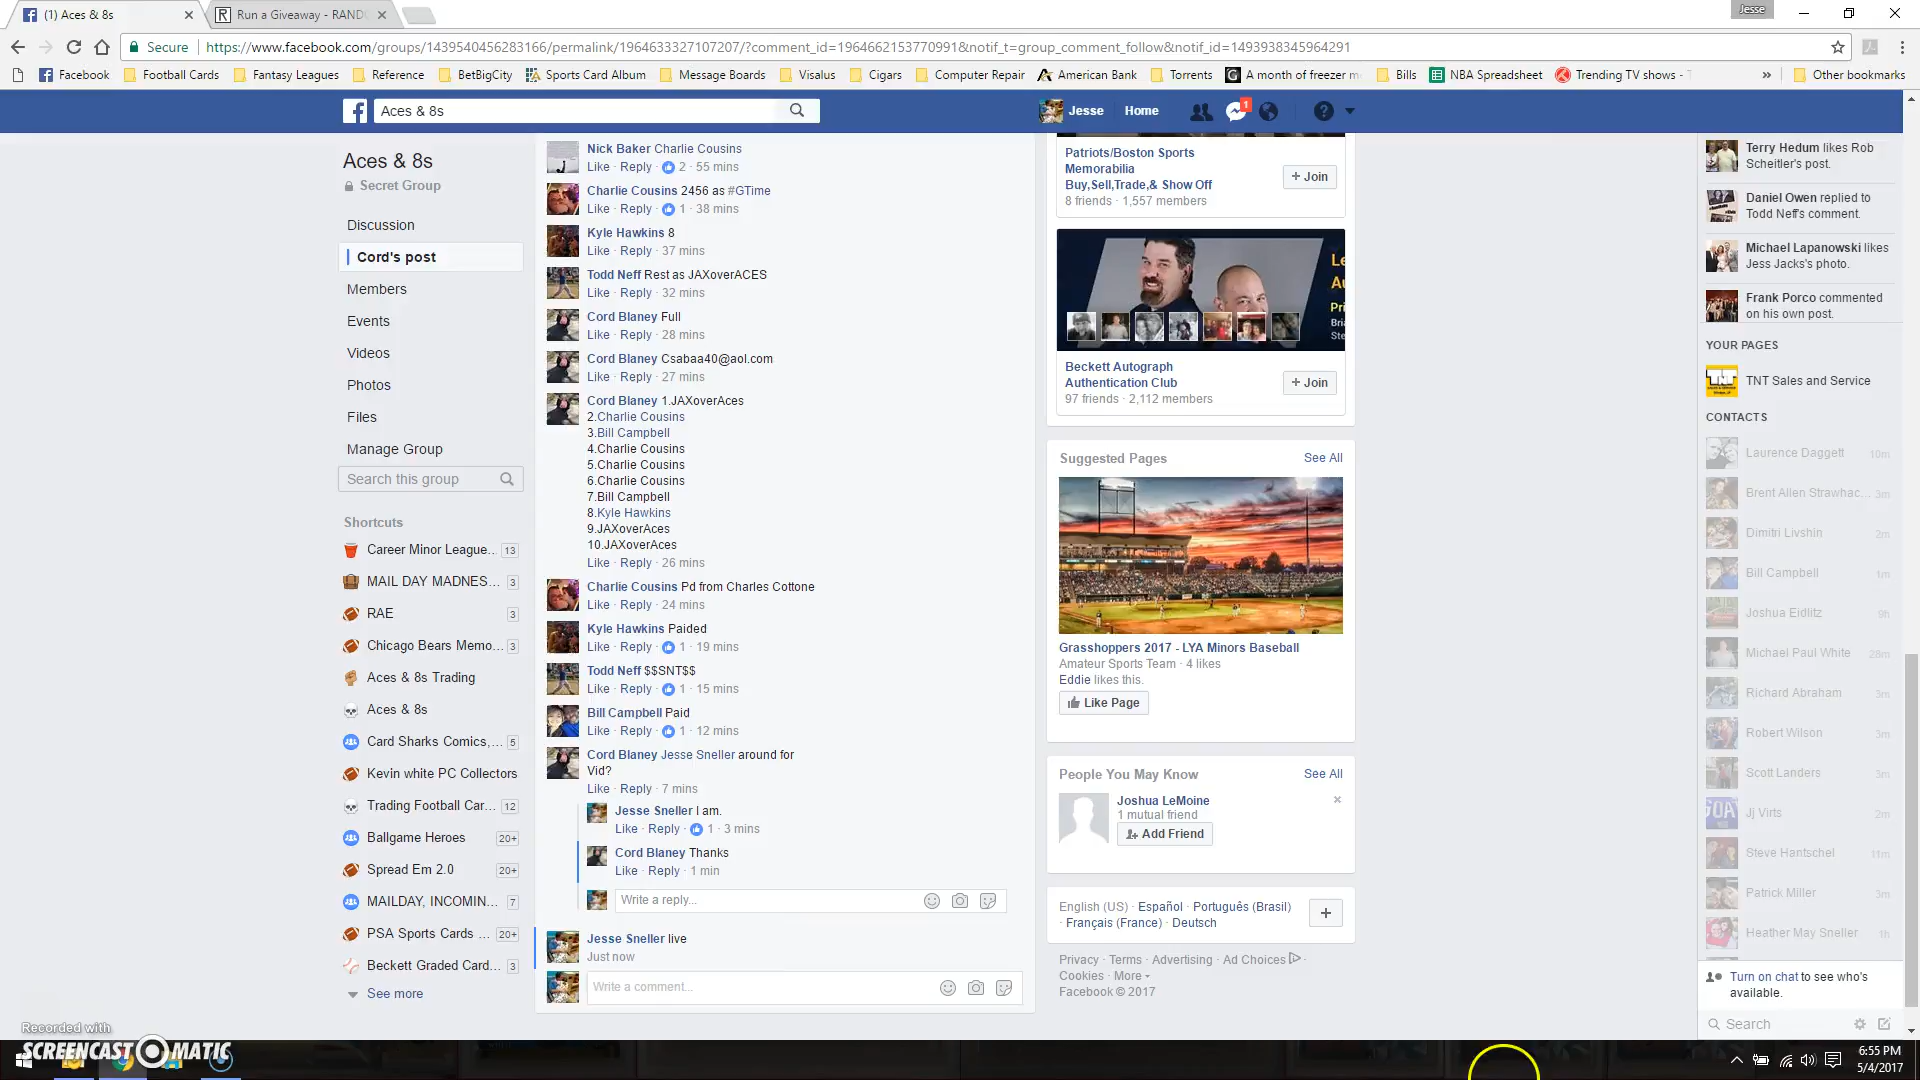 (1) Aces & 8s
Run a Giveaway - RAND
Jesse
Secure
https://www.facebook.com/groups/1439540456283166/permalink/1964633327107207/?comment_id=1964662153770991&notif_t=group_comment_follow&notif_id=1493938345964291
Facebook
Football Cards
Fantasy Leagues
Reference
BetBigCity
Sports Card Album
Message Boards
Visalus
Cigars
Computer Repair
American Bank
Torrents
A month of freezer m
Bills
NBA Spreadsheet
Trending TV shows -
»
Other bookmarks
Aces & 8s
Jesse
Home
1
Aces & 8s
Secret Group
Discussion
Cord's post
Members
Events
Videos
Photos
Files
Manage Group
Search this group
Shortcuts
Career Minor League... 13
MAIL DAY MADNES... 3
RAE 3
Chicago Bears Memo... 3
Aces & 8s Trading
Aces & 8s
Card Sharks Comics,... 5
Kevin white PC Collectors
Trading Football Car... 12
Ballgame Heroes 20+
Spread Em 2.0 20+
MAILDAY, INCOMIN... 7
PSA Sports Cards ... 20+
Beckett Graded Card... 3
See more
Nick Baker Charlie Cousins
Like · Reply · 2 · 55 mins
Charlie Cousins 2456 as #GTime
Like · Reply · 1 · 38 mins
Kyle Hawkins 8
Like · Reply · 37 mins
Todd Neff Rest as JAXoverACES
Like · Reply · 32 mins
Cord Blaney Full
Like · Reply · 28 mins
Cord Blaney Csabaa40@aol.com
Like · Reply · 27 mins
Cord Blaney 1.JAXoverAces
2.Charlie Cousins
3.Bill Campbell
4.Charlie Cousins
5.Charlie Cousins
6.Charlie Cousins
7.Bill Campbell
8.Kyle Hawkins
9.JAXoverAces
10.JAXoverAces
Like · Reply · 26 mins
Charlie Cousins Pd from Charles Cottone
Like · Reply · 24 mins
Kyle Hawkins Paided
Like · Reply · 1 · 19 mins
Todd Neff $$SNT$$
Like · Reply · 1 · 15 mins
Bill Campbell Paid
Like · Reply · 1 · 12 mins
Cord Blaney Jesse Sneller around for
Vid?
Like · Reply · 7 mins
Jesse Sneller I am.
Like · Reply · 1 · 3 mins
Cord Blaney Thanks
Like · Reply · 1 min
Write a reply...
Jesse Sneller live
Just now
Write a comment...
Patriots/Boston Sports
Memorabilia
Buy,Sell,Trade,& Show Off
8 friends · 1,557 members
+ Join
Beckett Autograph
Authentication Club
97 friends · 2,112 members
+ Join
Suggested Pages
See All
Grasshoppers 2017 - LYA Minors Baseball
Amateur Sports Team · 4 likes
Eddie likes this.
Like Page
People You May Know
See All
Joshua LeMoine
1 mutual friend
Add Friend
English (US) · Español · Português (Brasil)
· Français (France) · Deutsch
Privacy · Terms · Advertising · Ad Choices ·
Cookies · More
Facebook © 2017
Terry Hedum likes Rob
Scheitler's post.
Daniel Owen replied to
Todd Neff's comment.
Michael Lapanowski likes
Jess Jacks's photo.
Frank Porco commented
on his own post.
YOUR PAGES
TNT Sales and Service
CONTACTS
Laurence Daggett 10m
Brent Allen Strawhac... 3m
Dimitri Livshin 2m
Bill Campbell 1m
Joshua Eidlitz 9h
Michael Paul White 28m
Richard Abraham 3m
Robert Wilson 3m
Scott Landers 3m
Jj Virts 2m
Steve Hantschel 11m
Patrick Miller 3m
Heather May Sneller 1h
Turn on chat to see who's
available.
Search
Recorded with
SCREENCAST MATIC
6:55 PM
5/4/2017